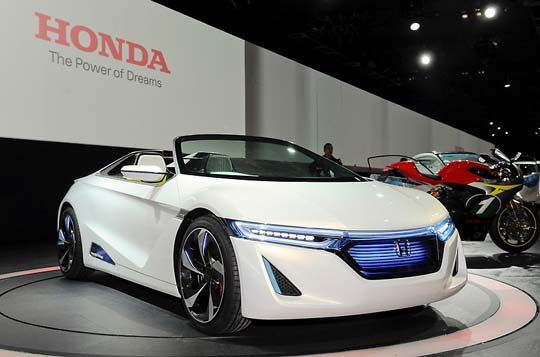 HONDA
The Power of Dreams